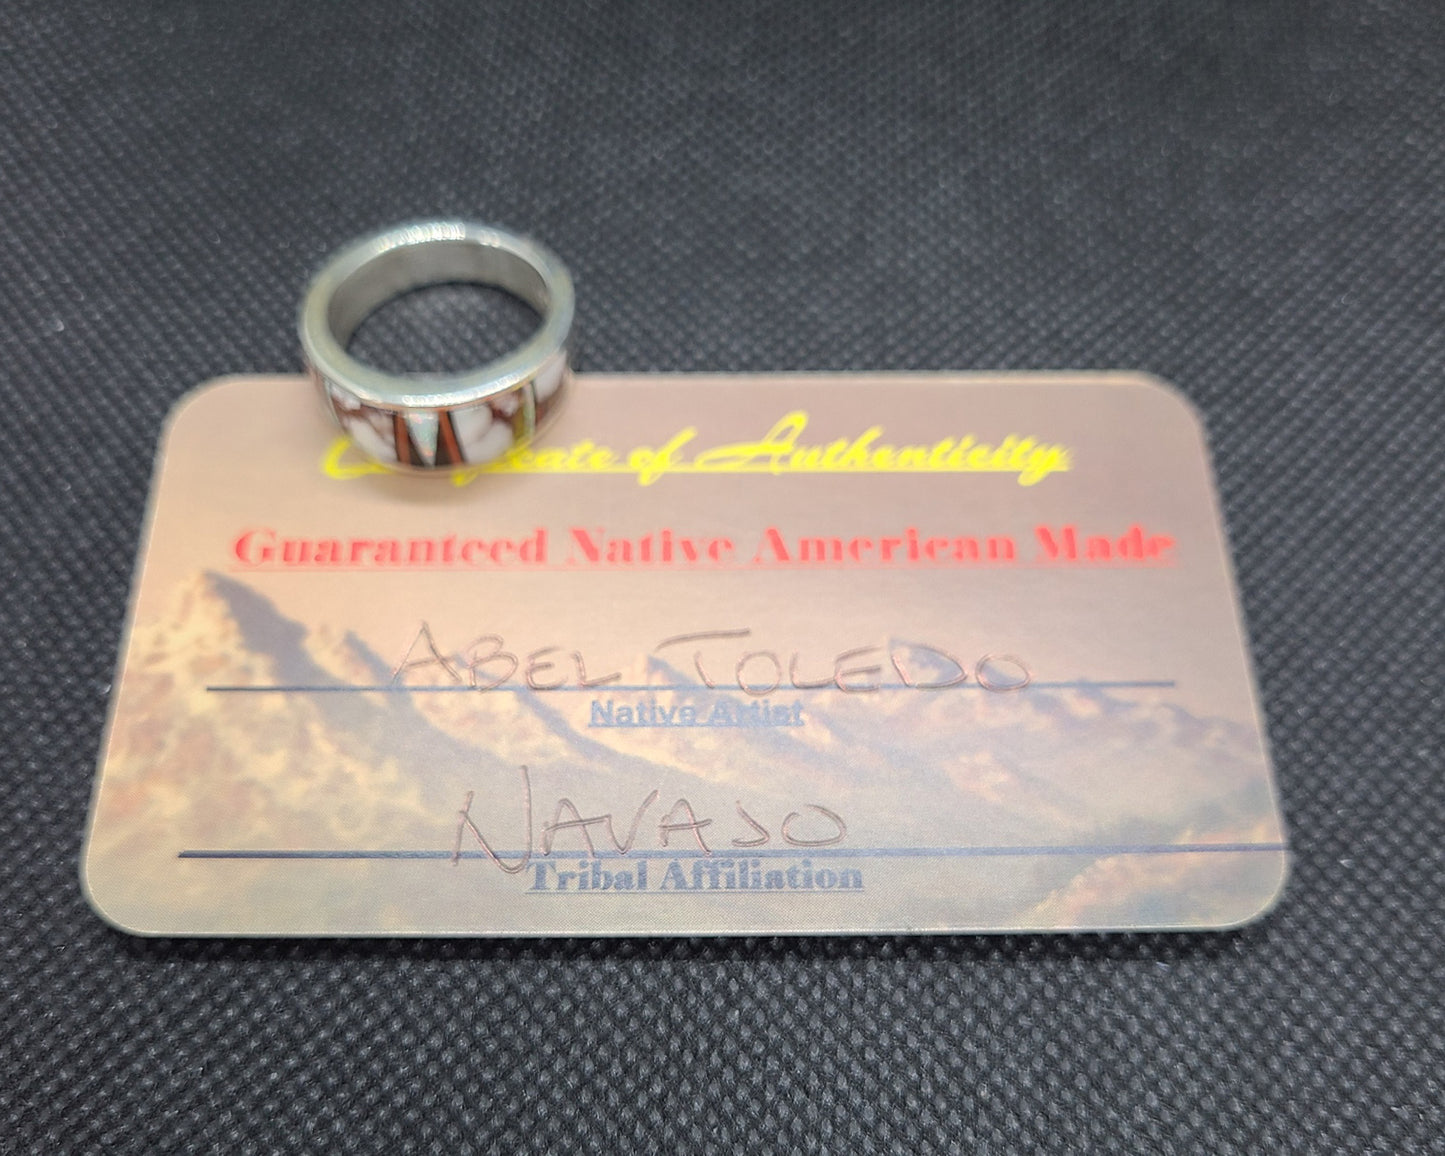 Certificate of Authenticity
Guaranteed Native American Made
ABEL TOLEDO
Native Artist
NAVAJO
Tribal Affiliation